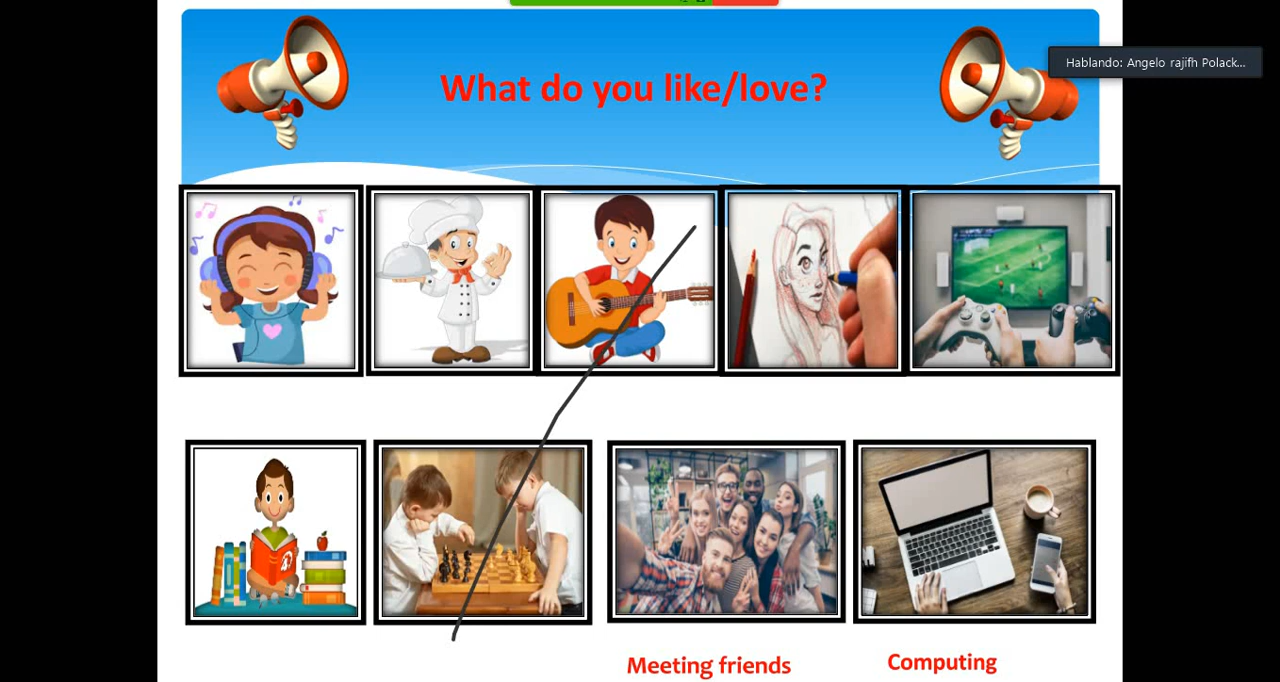 What do you like/love?
Hablando: Angelo rajifh Polack...
Meeting friends
Computing